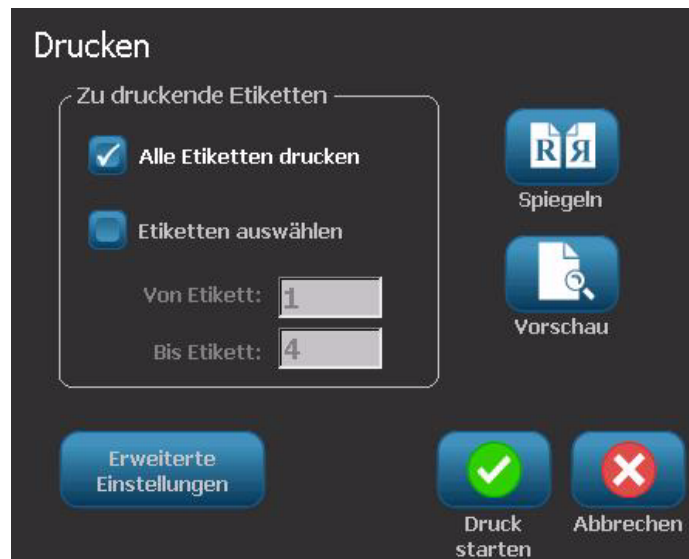 Drucken
Zu druckende Etiketten
Alle Etiketten drucken
Etiketten auswählen
Von Etikett: 1
Bis Etikett: 4
Spiegeln
Vorschau
Erweiterte
Einstellungen
Druck
starten
Abbrechen